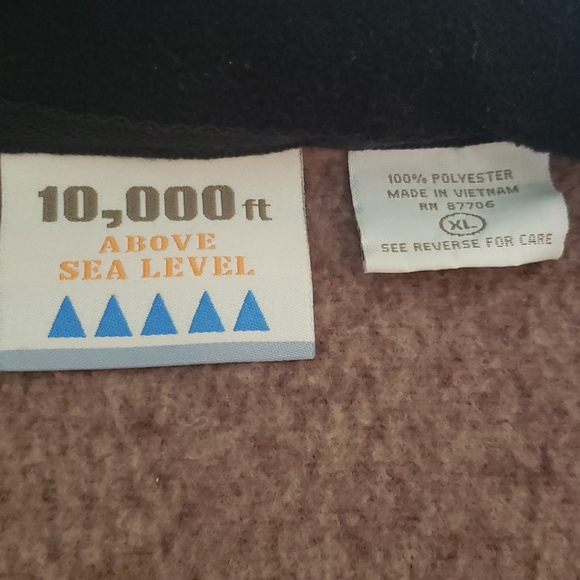 10,000 ft
ABOVE
SEA LEVEL
100% POLYESTER
MADE IN VIETNAM
RN 87706
XL
SEE REVERSE FOR CARE